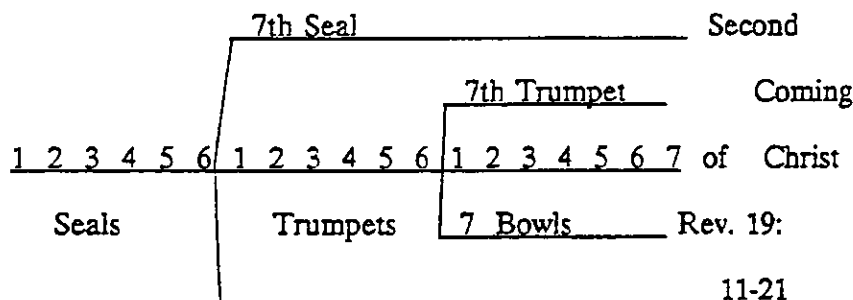 7th Seal Second
7th Trumpet Coming
1 2 3 4 5 6 1 2 3 4 5 6 1 2 3 4 5 6 7 of Christ
Seals Trumpets 7 Bowls Rev. 19:
11-21